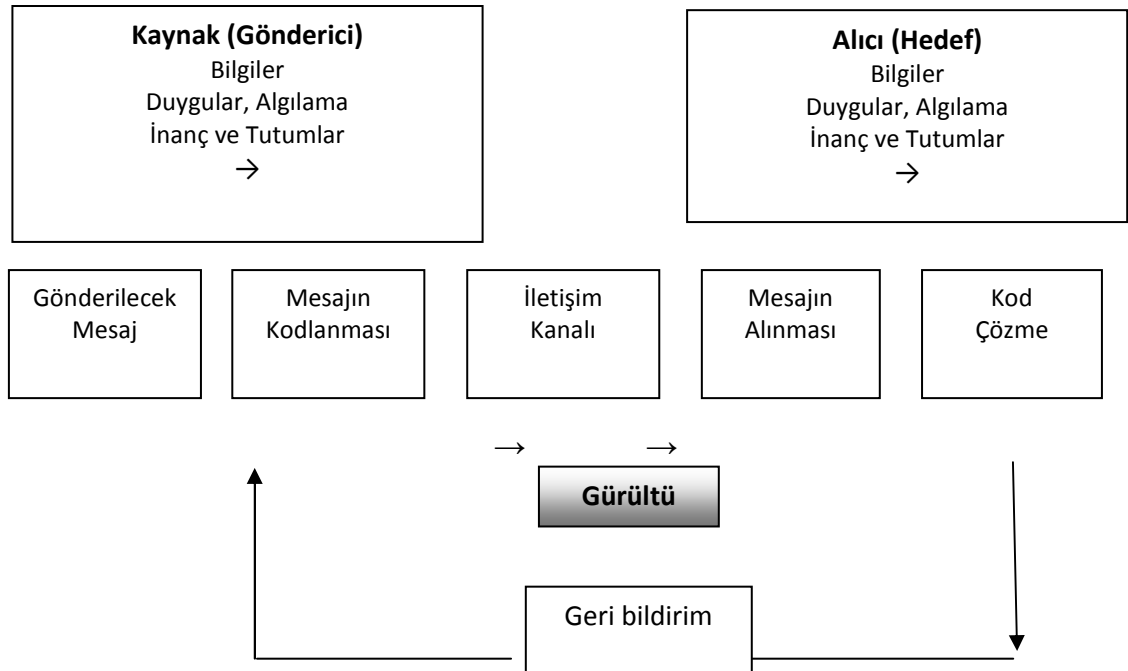 Kaynak (Gönderici)
Bilgiler
Duygular, Algılama
İnanç ve Tutumlar
→
Alıcı (Hedef)
Bilgiler
Duygular, Algılama
İnanç ve Tutumlar
→
Gönderilecek
Mesaj
Mesajın
Kodlanması
İletişim
Kanalı
Mesajın
Alınması
Kod
Çözme
→ →
Gürültü
Geri bildirim